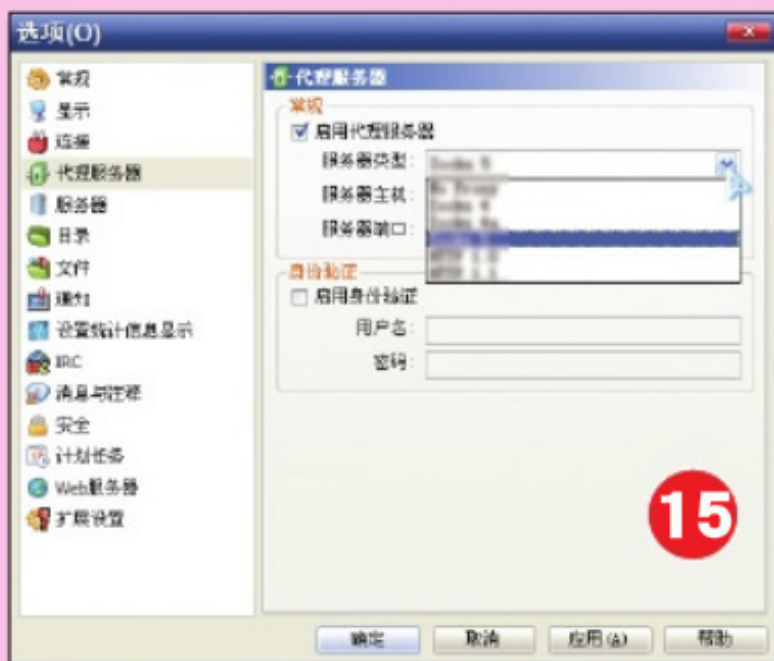 选项(O)
常规
显示
连接
代理服务器
服务器
目录
文件
通知
设置统计信息显示
IRC
消息与注释
安全
计划任务
Web服务器
扩展设置
代理服务器
常规
启用代理服务器
服务器类型:
服务器主机:
服务器端口:
身份验证
启用身份验证
用户名:
密码:
15
确定
取消
应用(A)
帮助